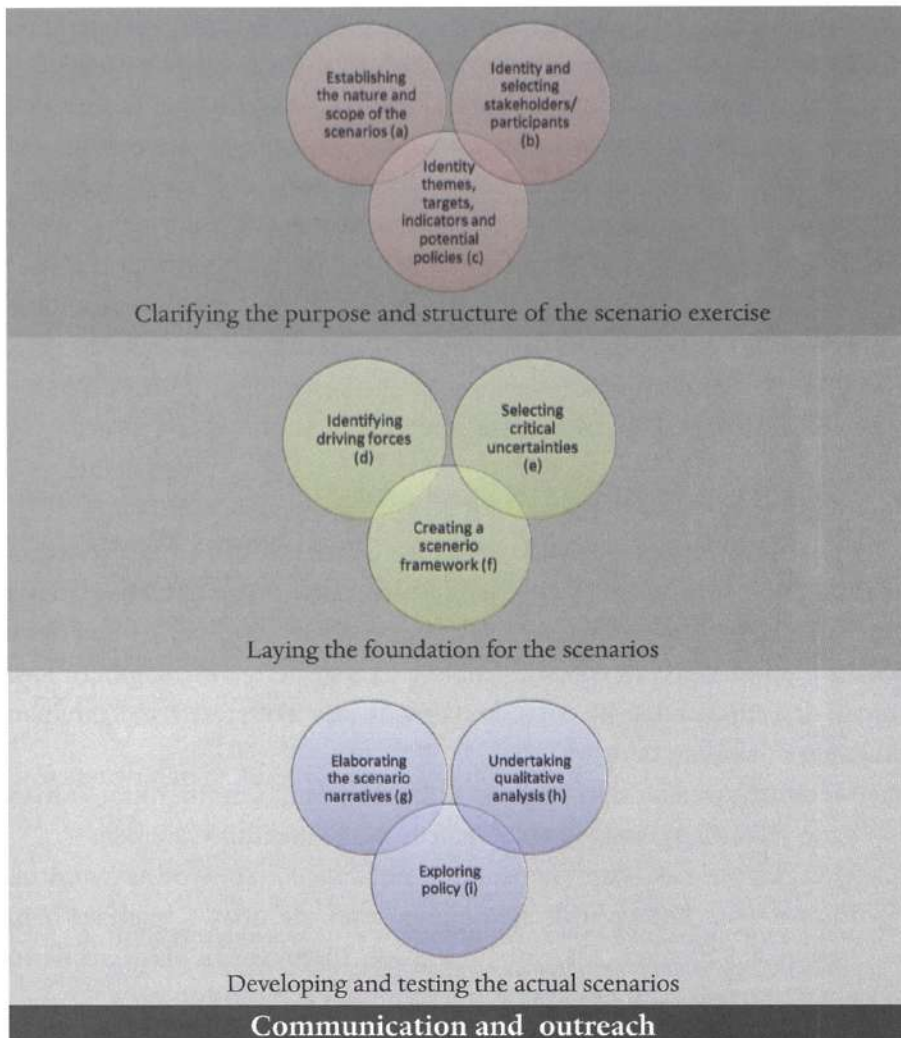 Establishing
the nature and
scope of the
scenarios (a)
Identity and
selecting
stakeholders/
participants
(b)
Identity
themes,
targets,
indicators and
potential
policies (c)
Clarifying the purpose and structure of the scenario exercise
Identifying
driving forces
(d)
Selecting
critical
uncertainties
(e)
Creating a
scenerio
framework (f)
Laying the foundation for the scenarios
Elaborating
the scenario
narratives (g)
Undertaking
qualitative
analysis (h)
Exploring
policy (i)
Developing and testing the actual scenarios
Communication and outreach